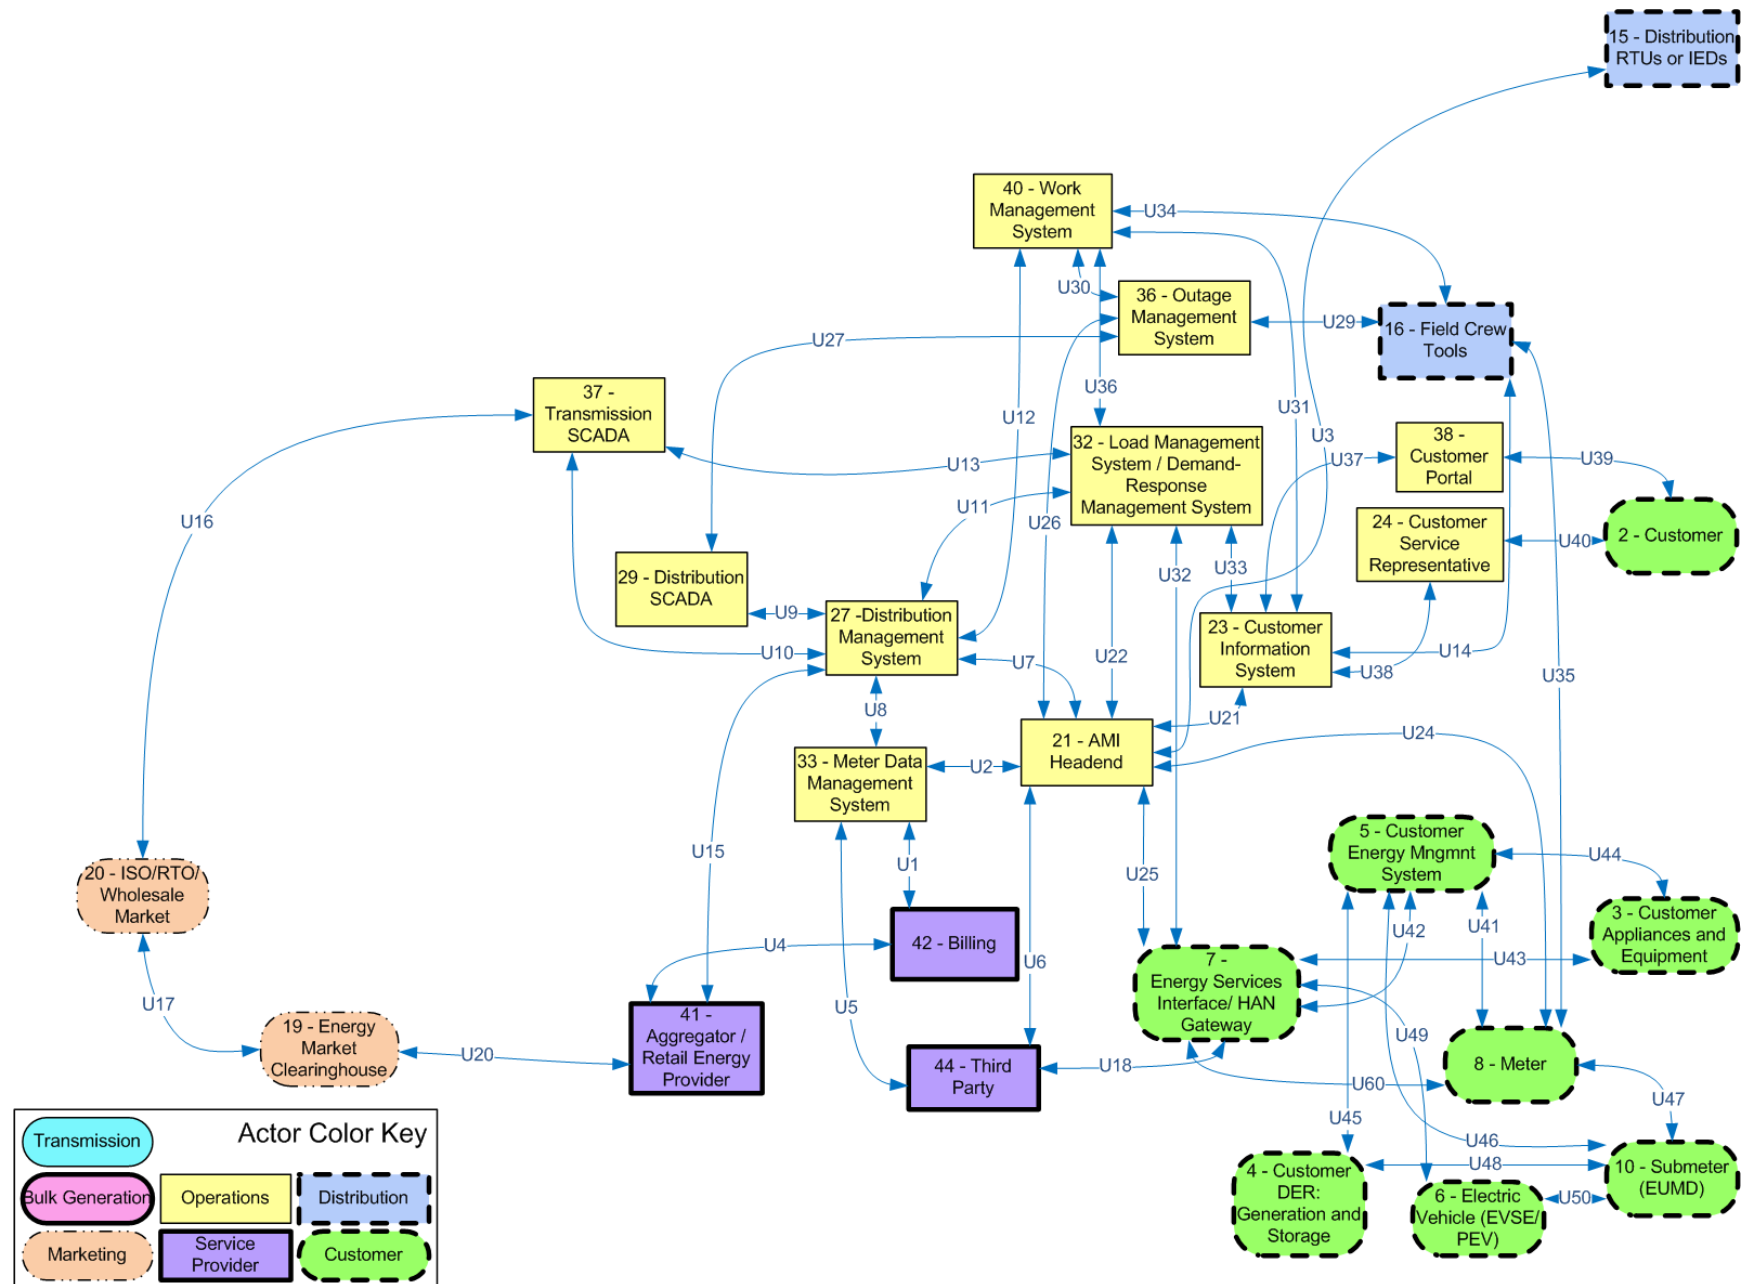 15 - Distribution
RTUs or IEDs
40 - Work
Management
System
U34
U30
36 - Outage
Management
System
U29
16 - Field Crew
Tools
U27
U36
37 -
Transmission
SCADA
U12
U31
U3
32 - Load Management
System / Demand-
Response
Management System
U13
U37
38 -
Customer
Portal
U39
U11
U26
U16
24 - Customer
Service
Representative
U40
2 - Customer
29 - Distribution
SCADA
U32
U33
U9
27 -Distribution
Management
System
23 - Customer
Information
System
U10
U7
U22
U14
U38
U35
U8
U21
21 - AMI
Headend
U24
33 - Meter Data
Management
System
U2
5 - Customer
Energy Mngmnt
System
U44
U15
U1
U25
20 - ISO/RTO/
Wholesale
Market
3 - Customer
Appliances and
Equipment
U41
U42
42 - Billing
U4
U6
7 -
Energy Services
Interface/ HAN
Gateway
U43
U17
U5
41 -
Aggregator /
Retail Energy
Provider
19 - Energy
Market
Clearinghouse
U20
U49
44 - Third
Party
U18
8 - Meter
U60
U47
U45
U46
U48
4 - Customer
DER:
Generation and
Storage
6 - Electric
Vehicle (EVSE/
PEV)
U50
10 - Submeter
(EUMD)
Actor Color Key
Transmission
Bulk Generation
Operations
Distribution
Marketing
Service
Provider
Customer